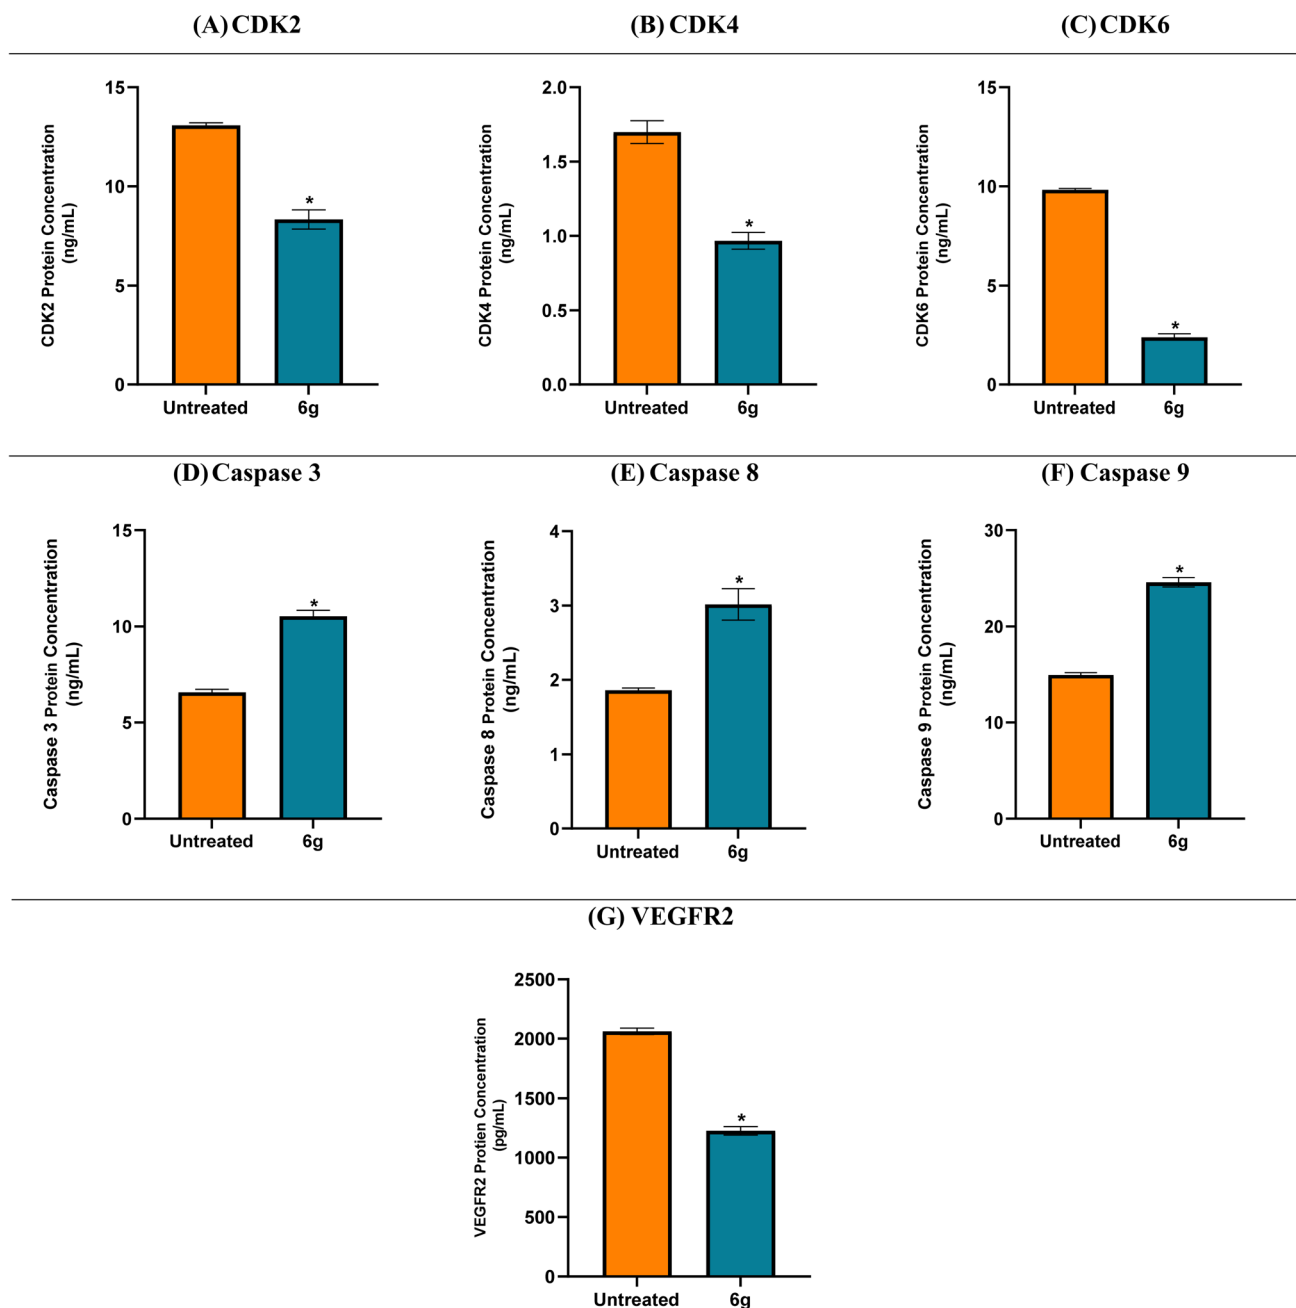 (A) CDK2
(B) CDK4
(C) CDK6
CDK2 Protein Concentration
(ng/mL)
15
10
5
0
*
Untreated
6g
CDK4 Protein Concentration
(ng/mL)
2.0
1.5
1.0
0.5
0.0
*
Untreated
6g
CDK6 Protein Concentration
(ng/mL)
15
10
5
0
*
Untreated
6g
(D) Caspase 3
(E) Caspase 8
(F) Caspase 9
Caspase 3 Protein Concentration
(ng/mL)
15
10
5
0
*
Untreated
6g
Caspase 8 Protein Concentration
(ng/mL)
4
3
2
1
0
*
Untreated
6g
Caspase 9 Protein Concentration
(ng/mL)
30
20
10
0
*
Untreated
6g
(G) VEGFR2
VEGFR2 Protien Concentration
(pg/mL)
2500
2000
1500
1000
500
0
*
Untreated
6g